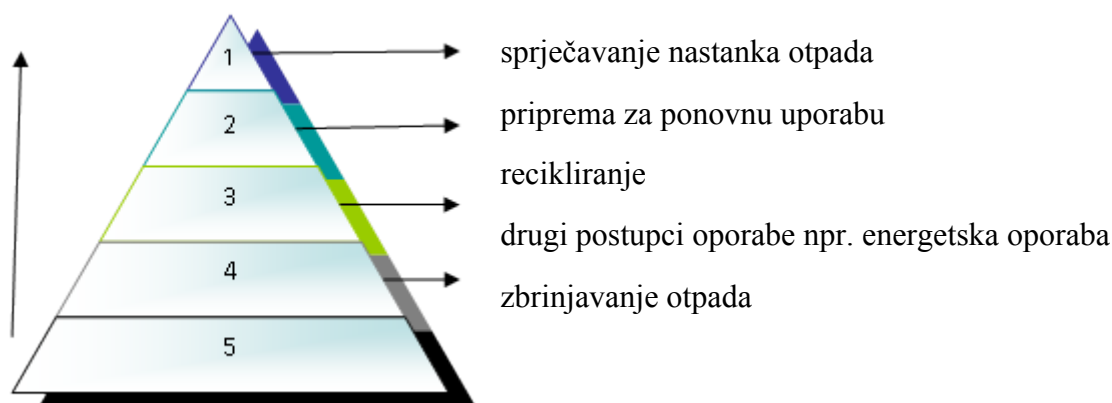 1
sprječavanje nastanka otpada
2
priprema za ponovnu uporabu
3
recikliranje
drugi postupci oporabe npr. energetska oporaba
4
zbrinjavanje otpada
5